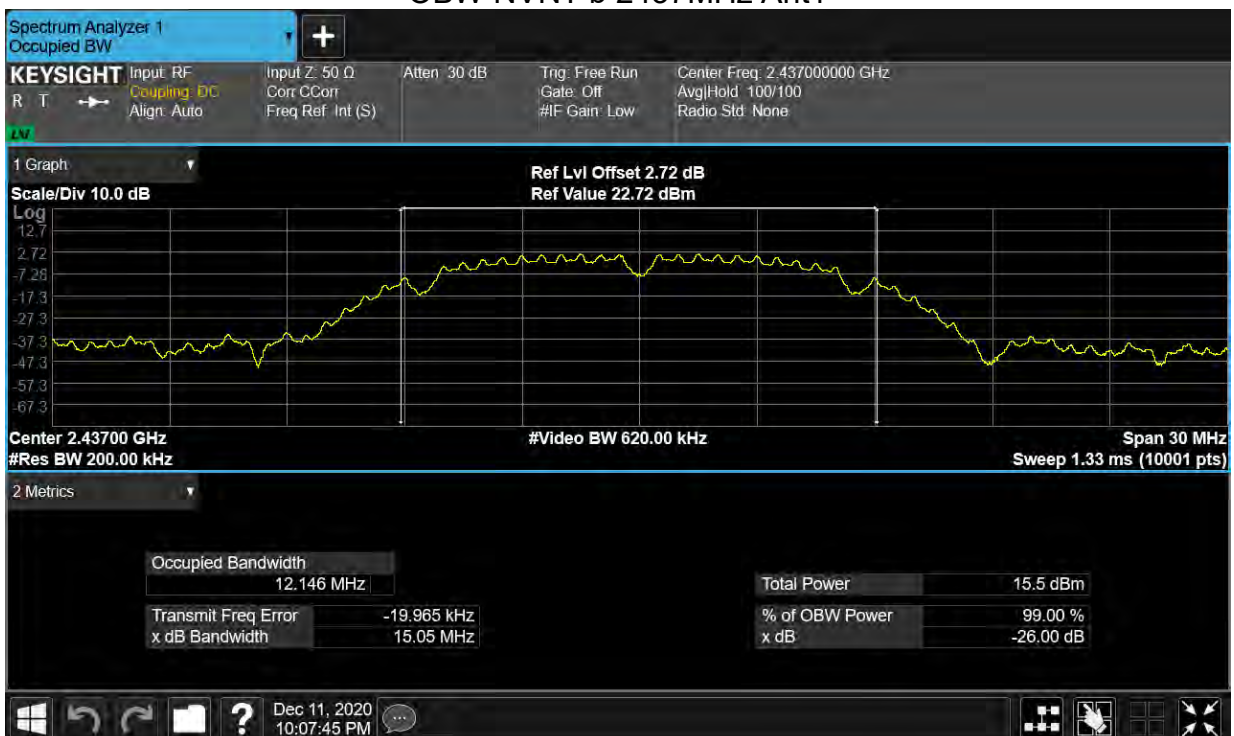 OBW NVNT b 2437MHz Ant1
Spectrum Analyzer 1
Occupied BW
KEYSIGHT Input: RF Input Z: 50 Ω Atten: 30 dB Trig: Free Run Center Freq: 2.437000000 GHz
R T Coupling: DC Corr CCorr Gate: Off Avg|Hold: 100/100
Align: Auto Freq Ref: Int (S) #IF Gain: Low Radio Std: None
LXI
1 Graph
Ref Lvl Offset 2.72 dB
Scale/Div 10.0 dB Ref Value 22.72 dBm
Log
12.7
2.72
-7.28
-17.3
-27.3
-37.3
-47.3
-57.3
-67.3
Center 2.43700 GHz #Video BW 620.00 kHz Span 30 MHz
#Res BW 200.00 kHz Sweep 1.33 ms (10001 pts)
2 Metrics
Occupied Bandwidth
12.146 MHz Total Power 15.5 dBm
Transmit Freq Error -19.965 kHz % of OBW Power 99.00 %
x dB Bandwidth 15.05 MHz x dB -26.00 dB
? Dec 11, 2020
10:07:45 PM